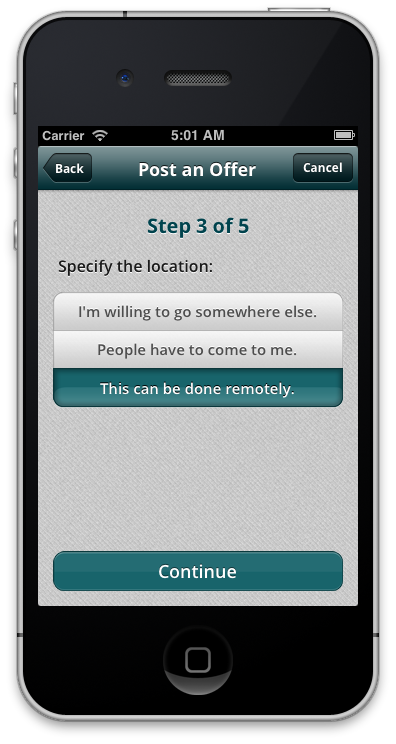 Carrier 5:01 AM
Back Post an Offer Cancel
Step 3 of 5
Specify the location:
I'm willing to go somewhere else.
People have to come to me.
This can be done remotely.
Continue